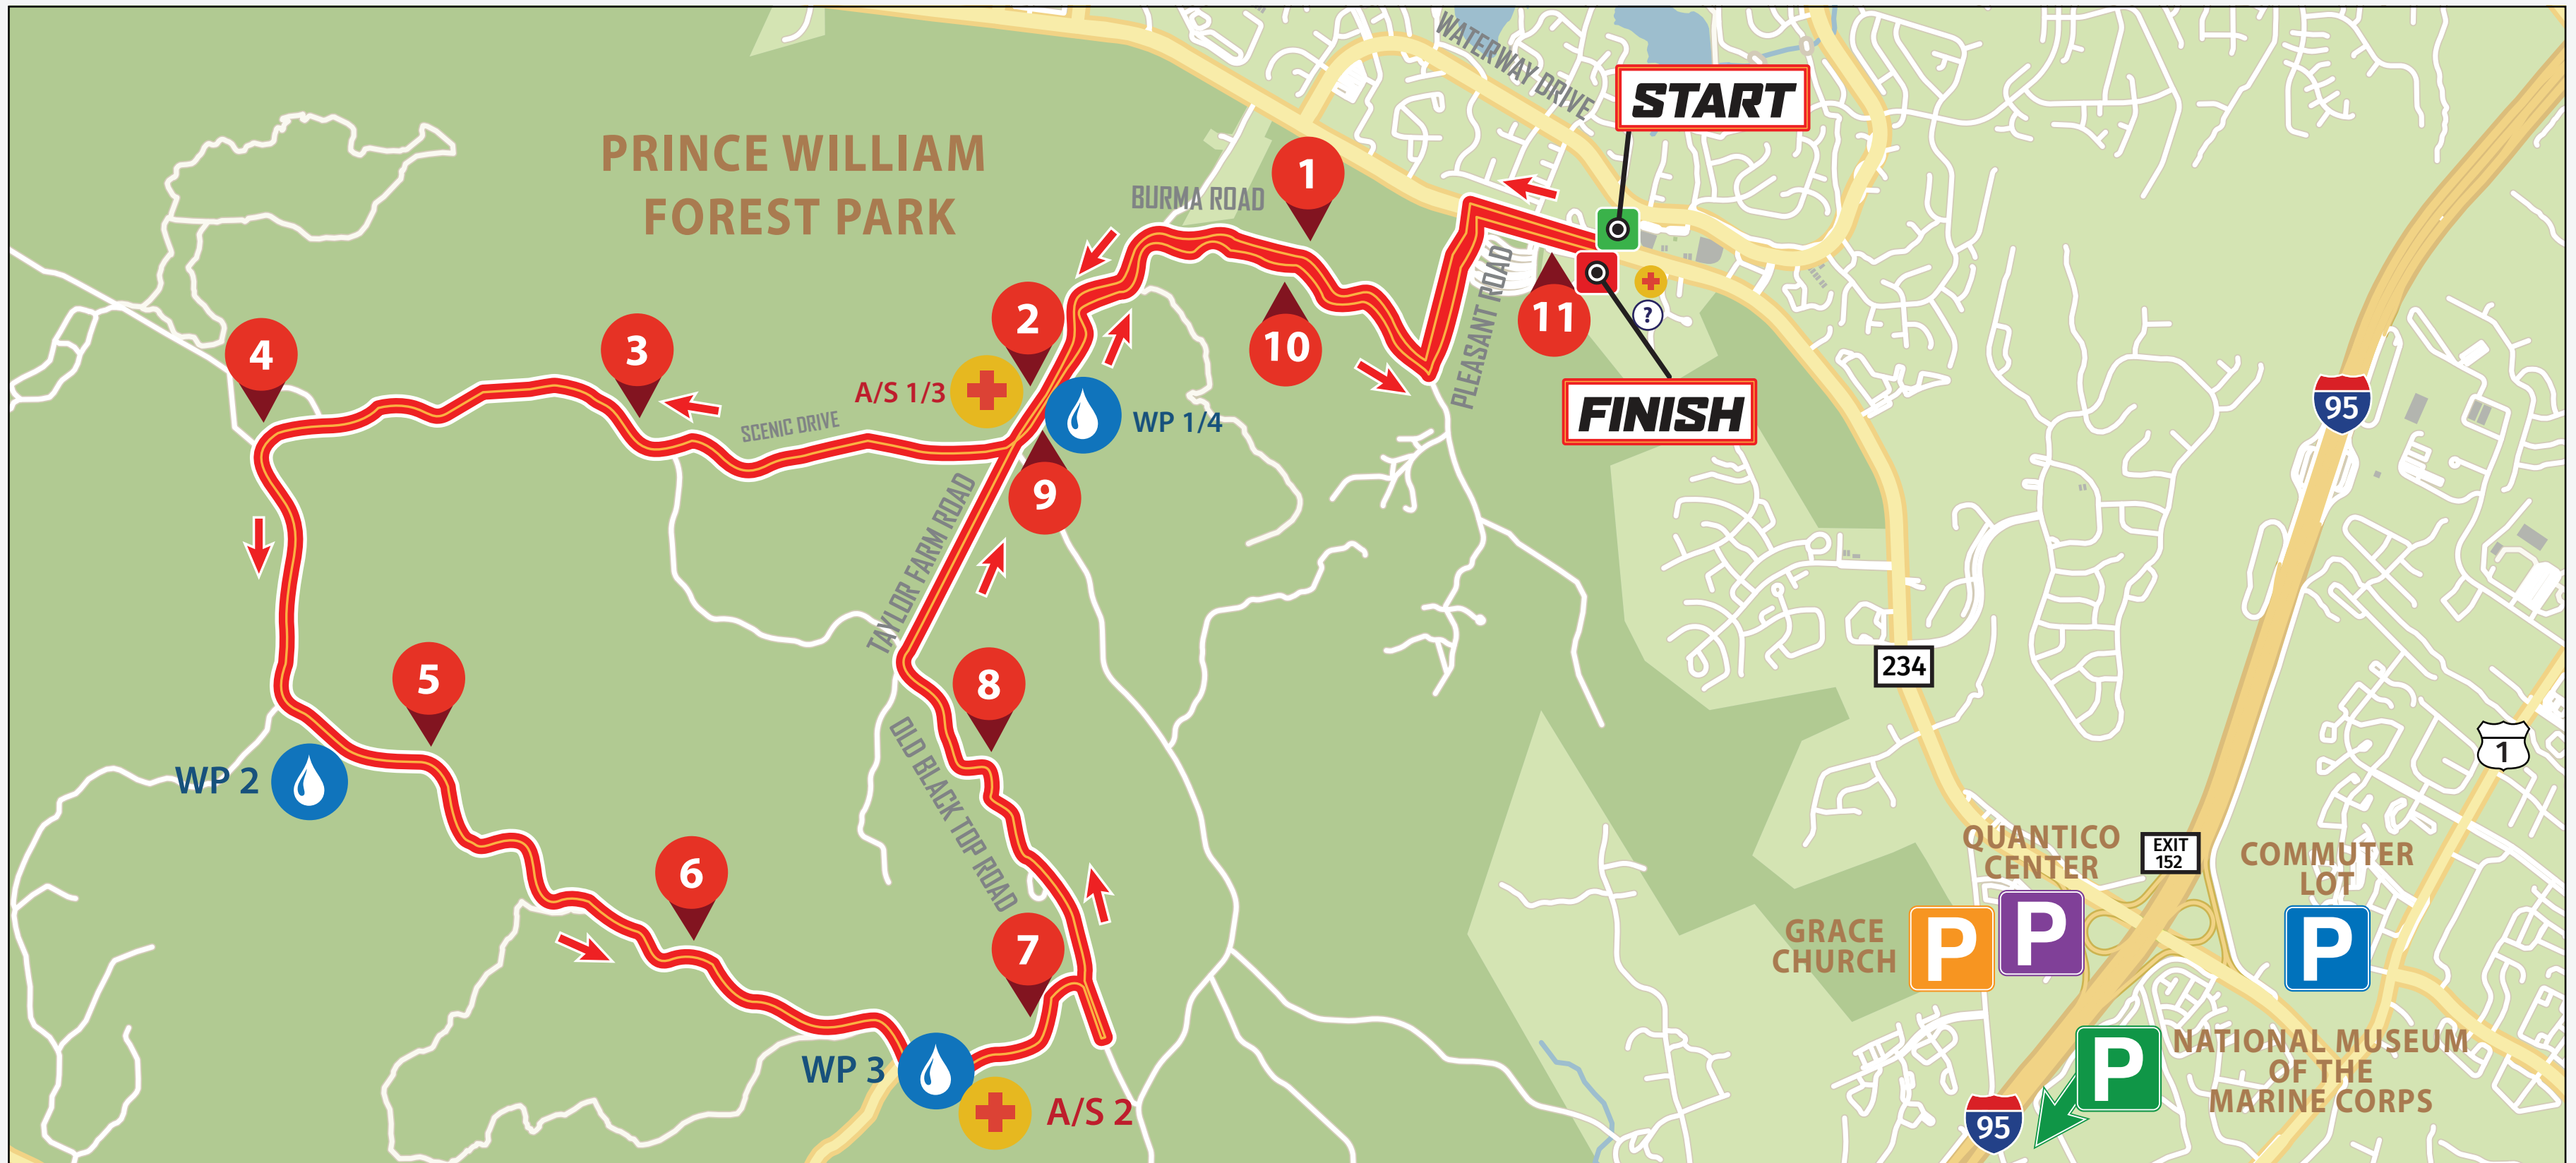 WATERWAY DRIVE
START
PRINCE WILLIAM
FOREST PARK
BURMA ROAD
1
2
3
4
A/S 1/3
WP 1/4
SCENIC DRIVE
10
11
?
PLEASANT ROAD
FINISH
95
9
TAYLOR FARM ROAD
5
8
234
1
WP 2
OLD BLACK TOP ROAD
6
7
QUANTICO
CENTER
EXIT
152
COMMUTER
LOT
GRACE
CHURCH
P
P
P
WP 3
A/S 2
P
NATIONAL MUSEUM
OF THE
MARINE CORPS
95